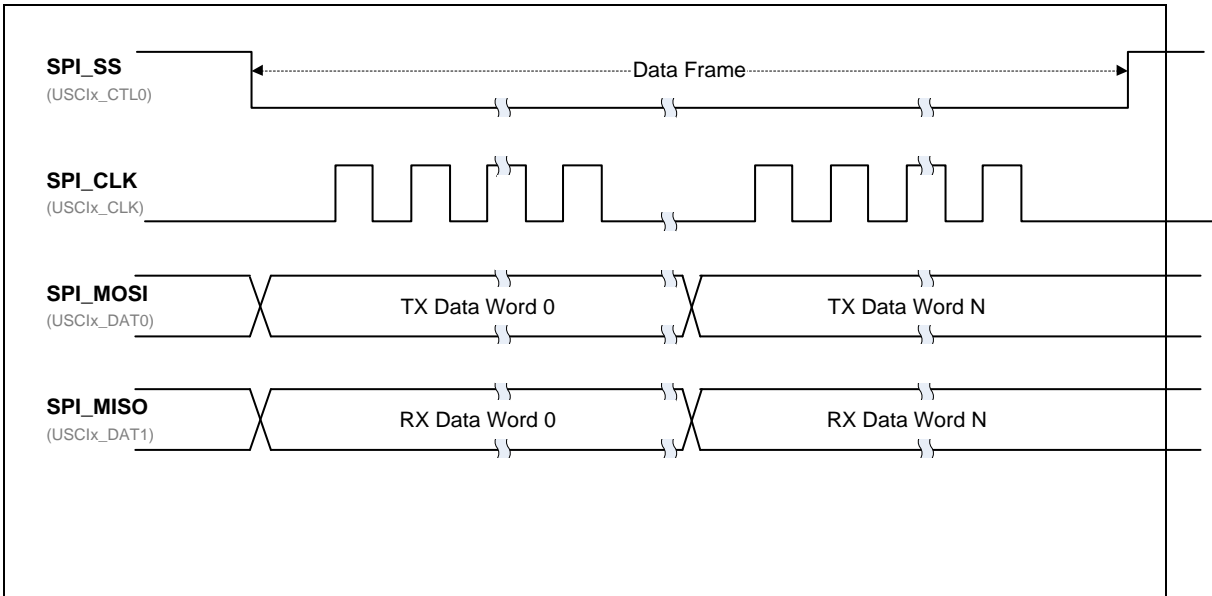 SPI_SS
(USCIx_CTL0)
Data Frame
SPI_CLK
(USCIx_CLK)
SPI_MOSI
(USCIx_DAT0)
TX Data Word 0
TX Data Word N
SPI_MISO
(USCIx_DAT1)
RX Data Word 0
RX Data Word N